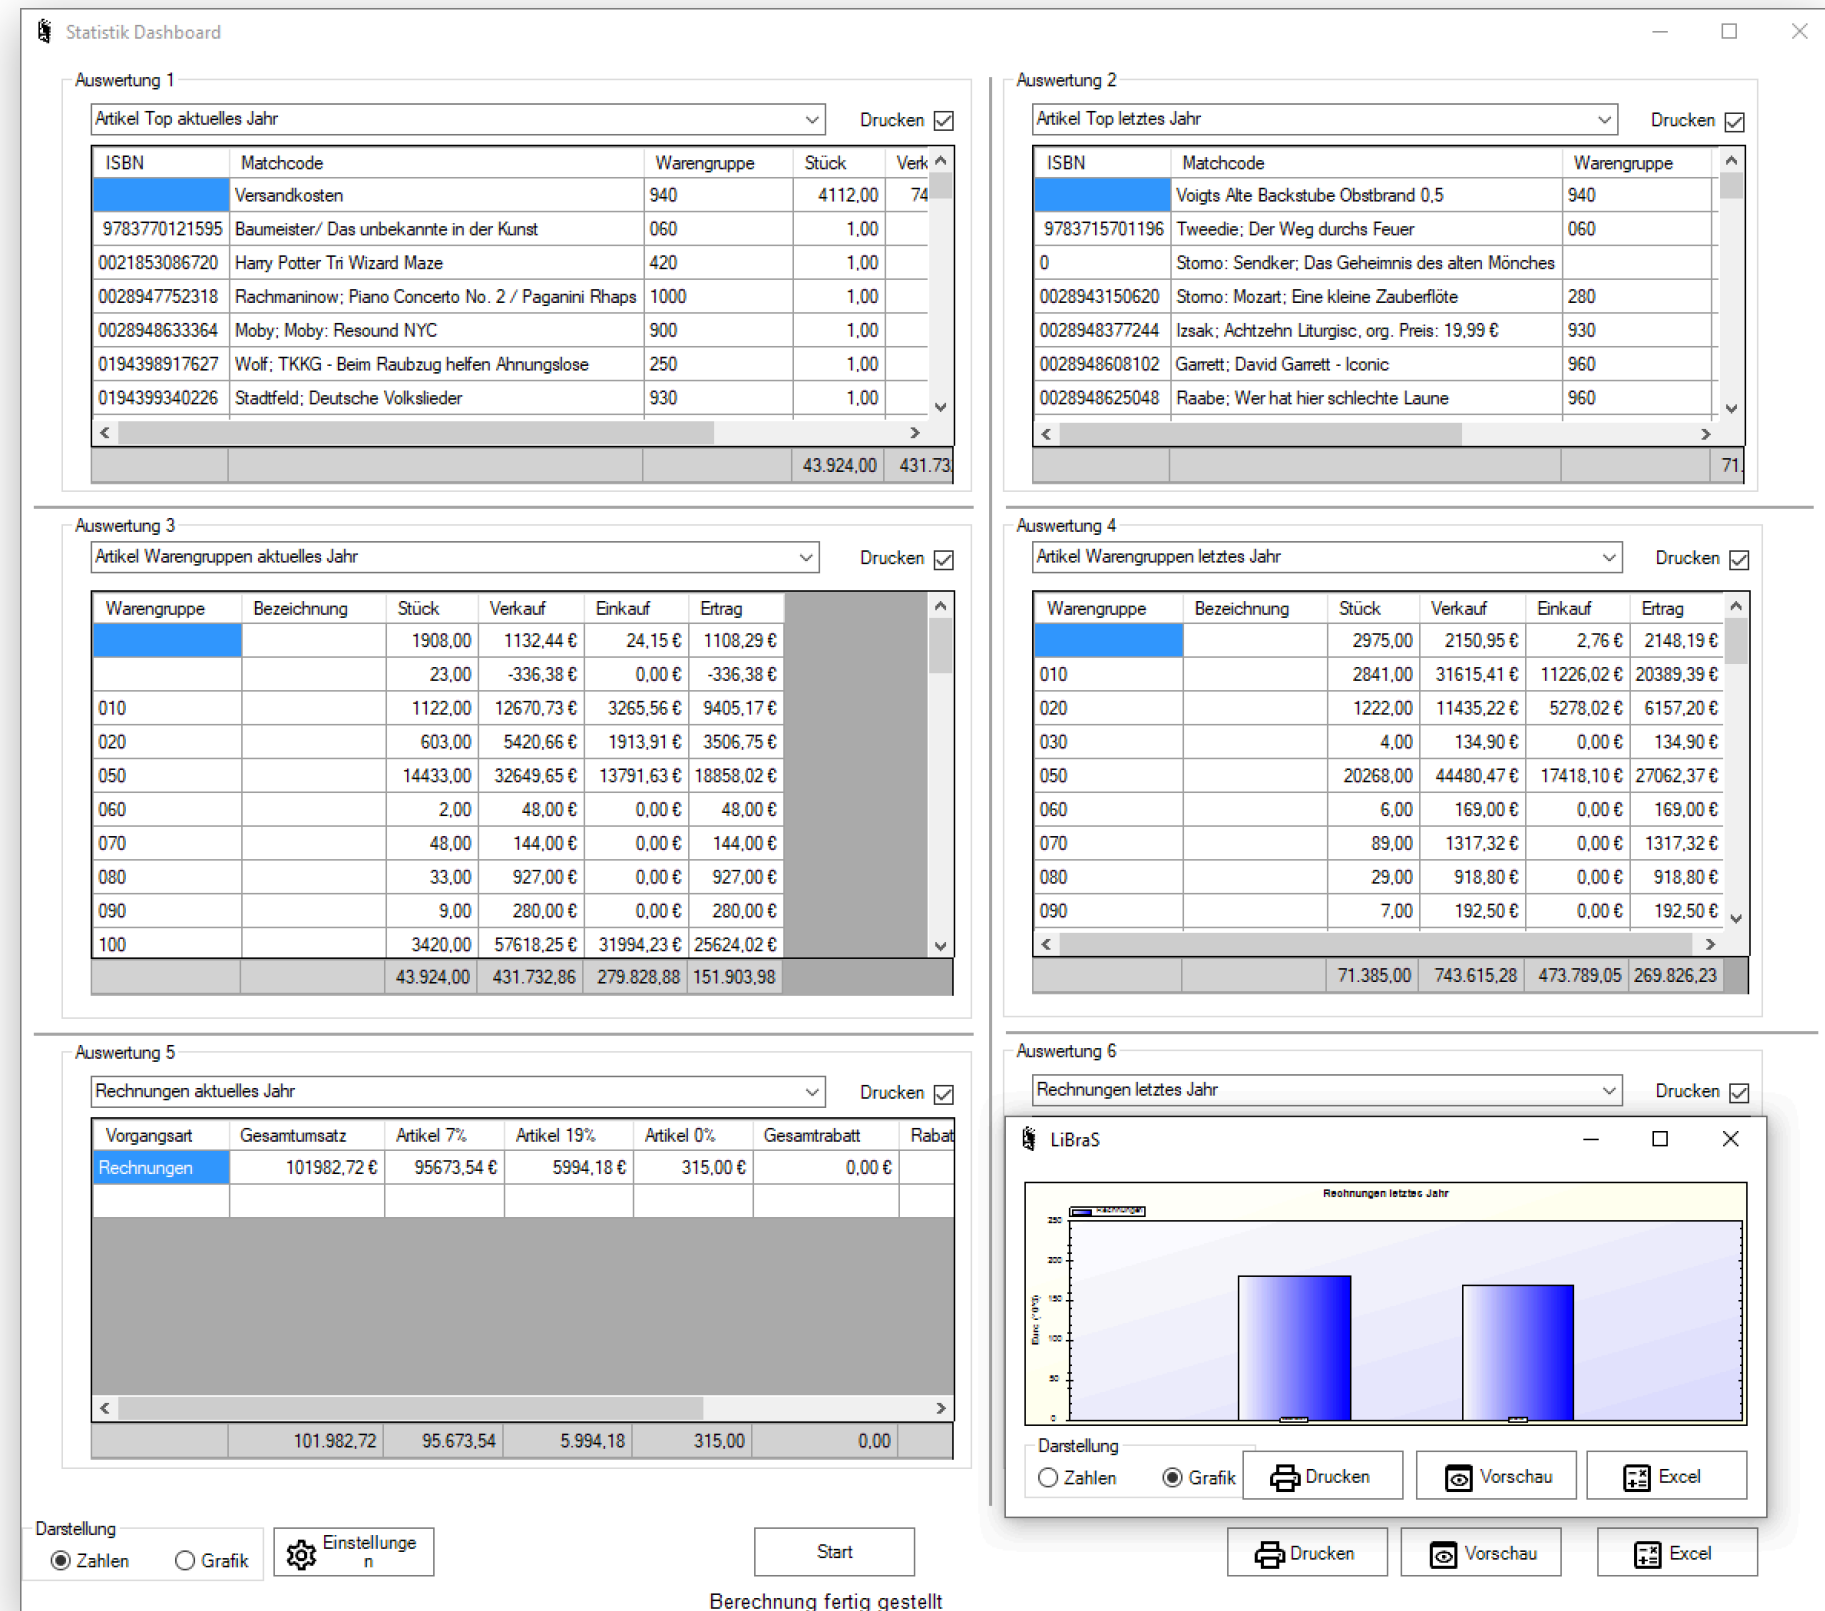 Statistik Dashboard
Auswertung 1
Artikel Top aktuelles Jahr
Drucken
ISBN Matchcode Warengruppe Stück Verk
Versandkosten 940 4112,00 74
9783770121595 Baumeister/ Das unbekannte in der Kunst 060 1,00
0021853086720 Harry Potter Tri Wizard Maze 420 1,00
0028947752318 Rachmaninow; Piano Concerto No. 2 / Paganini Rhaps 1000 1,00
0028948633364 Moby; Moby: Resound NYC 900 1,00
0194398917627 Wolf; TKKG - Beim Raubzug helfen Ahnungslose 250 1,00
0194399340226 Stadtfeld; Deutsche Volkslieder 930 1,00
43.924,00 431.73
Auswertung 2
Artikel Top letztes Jahr
Drucken
ISBN Matchcode Warengruppe
Voigts Alte Backstube Obstbrand 0,5 940
9783715701196 Tweedie; Der Weg durchs Feuer 060
0 Storno: Sendker; Das Geheimnis des alten Mönches
0028943150620 Storno: Mozart; Eine kleine Zauberflöte 280
0028948377244 Izsak; Achtzehn Liturgisc, org. Preis: 19,99 € 930
0028948608102 Garrett; David Garrett - Iconic 960
0028948625048 Raabe; Wer hat hier schlechte Laune 960
71.
Auswertung 3
Artikel Warengruppen aktuelles Jahr
Drucken
Warengruppe Bezeichnung Stück Verkauf Einkauf Ertrag
1908,00 1132,44 € 24,15 € 1108,29 €
23,00 -336,38 € 0,00 € -336,38 €
010 1122,00 12670,73 € 3265,56 € 9405,17 €
020 603,00 5420,66 € 1913,91 € 3506,75 €
050 14433,00 32649,65 € 13791,63 € 18858,02 €
060 2,00 48,00 € 0,00 € 48,00 €
070 48,00 144,00 € 0,00 € 144,00 €
080 33,00 927,00 € 0,00 € 927,00 €
090 9,00 280,00 € 0,00 € 280,00 €
100 3420,00 57618,25 € 31994,23 € 25624,02 €
43.924,00 431.732,86 279.828,88 151.903,98
Auswertung 4
Artikel Warengruppen letztes Jahr
Drucken
Warengruppe Bezeichnung Stück Verkauf Einkauf Ertrag
2975,00 2150,95 € 2,76 € 2148,19 €
010 2841,00 31615,41 € 11226,02 € 20389,39 €
020 1222,00 11435,22 € 5278,02 € 6157,20 €
030 4,00 134,90 € 0,00 € 134,90 €
050 20268,00 44480,47 € 17418,10 € 27062,37 €
060 6,00 169,00 € 0,00 € 169,00 €
070 89,00 1317,32 € 0,00 € 1317,32 €
080 29,00 918,80 € 0,00 € 918,80 €
090 7,00 192,50 € 0,00 € 192,50 €
71.385,00 743.615,28 473.789,05 269.826,23
Auswertung 5
Rechnungen aktuelles Jahr
Drucken
Vorgangsart Gesamtumsatz Artikel 7% Artikel 19% Artikel 0% Gesamtrabatt Rabat
Rechnungen 101982,72 € 95673,54 € 5994,18 € 315,00 € 0,00 €
101.982,72 95.673,54 5.994,18 315,00 0,00
Auswertung 6
Rechnungen letztes Jahr
Drucken
LiBraS
Rechnungen letztes Jahr
Rechnungen
250
200
150
100
50
0
Euro (10^3)
Darstellung
Zahlen Grafik Drucken Vorschau Excel
Darstellung
Zahlen Grafik
Einstellunge
n
Start
Drucken Vorschau Excel
Berechnung fertig gestellt